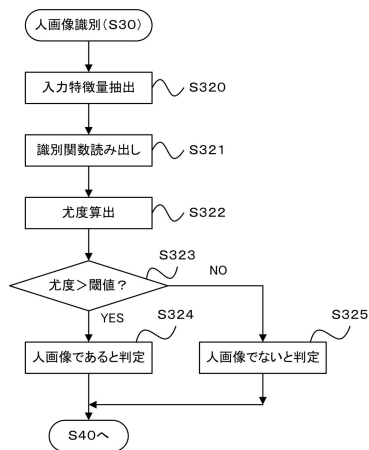 人画像識別(S30)
入力特徴量抽出
S320
識別関数読み出し
S321
尤度算出
S322
尤度>閾値?
S323
NO
YES
S324
人画像であると判定
S325
人画像でないと判定
S40へ